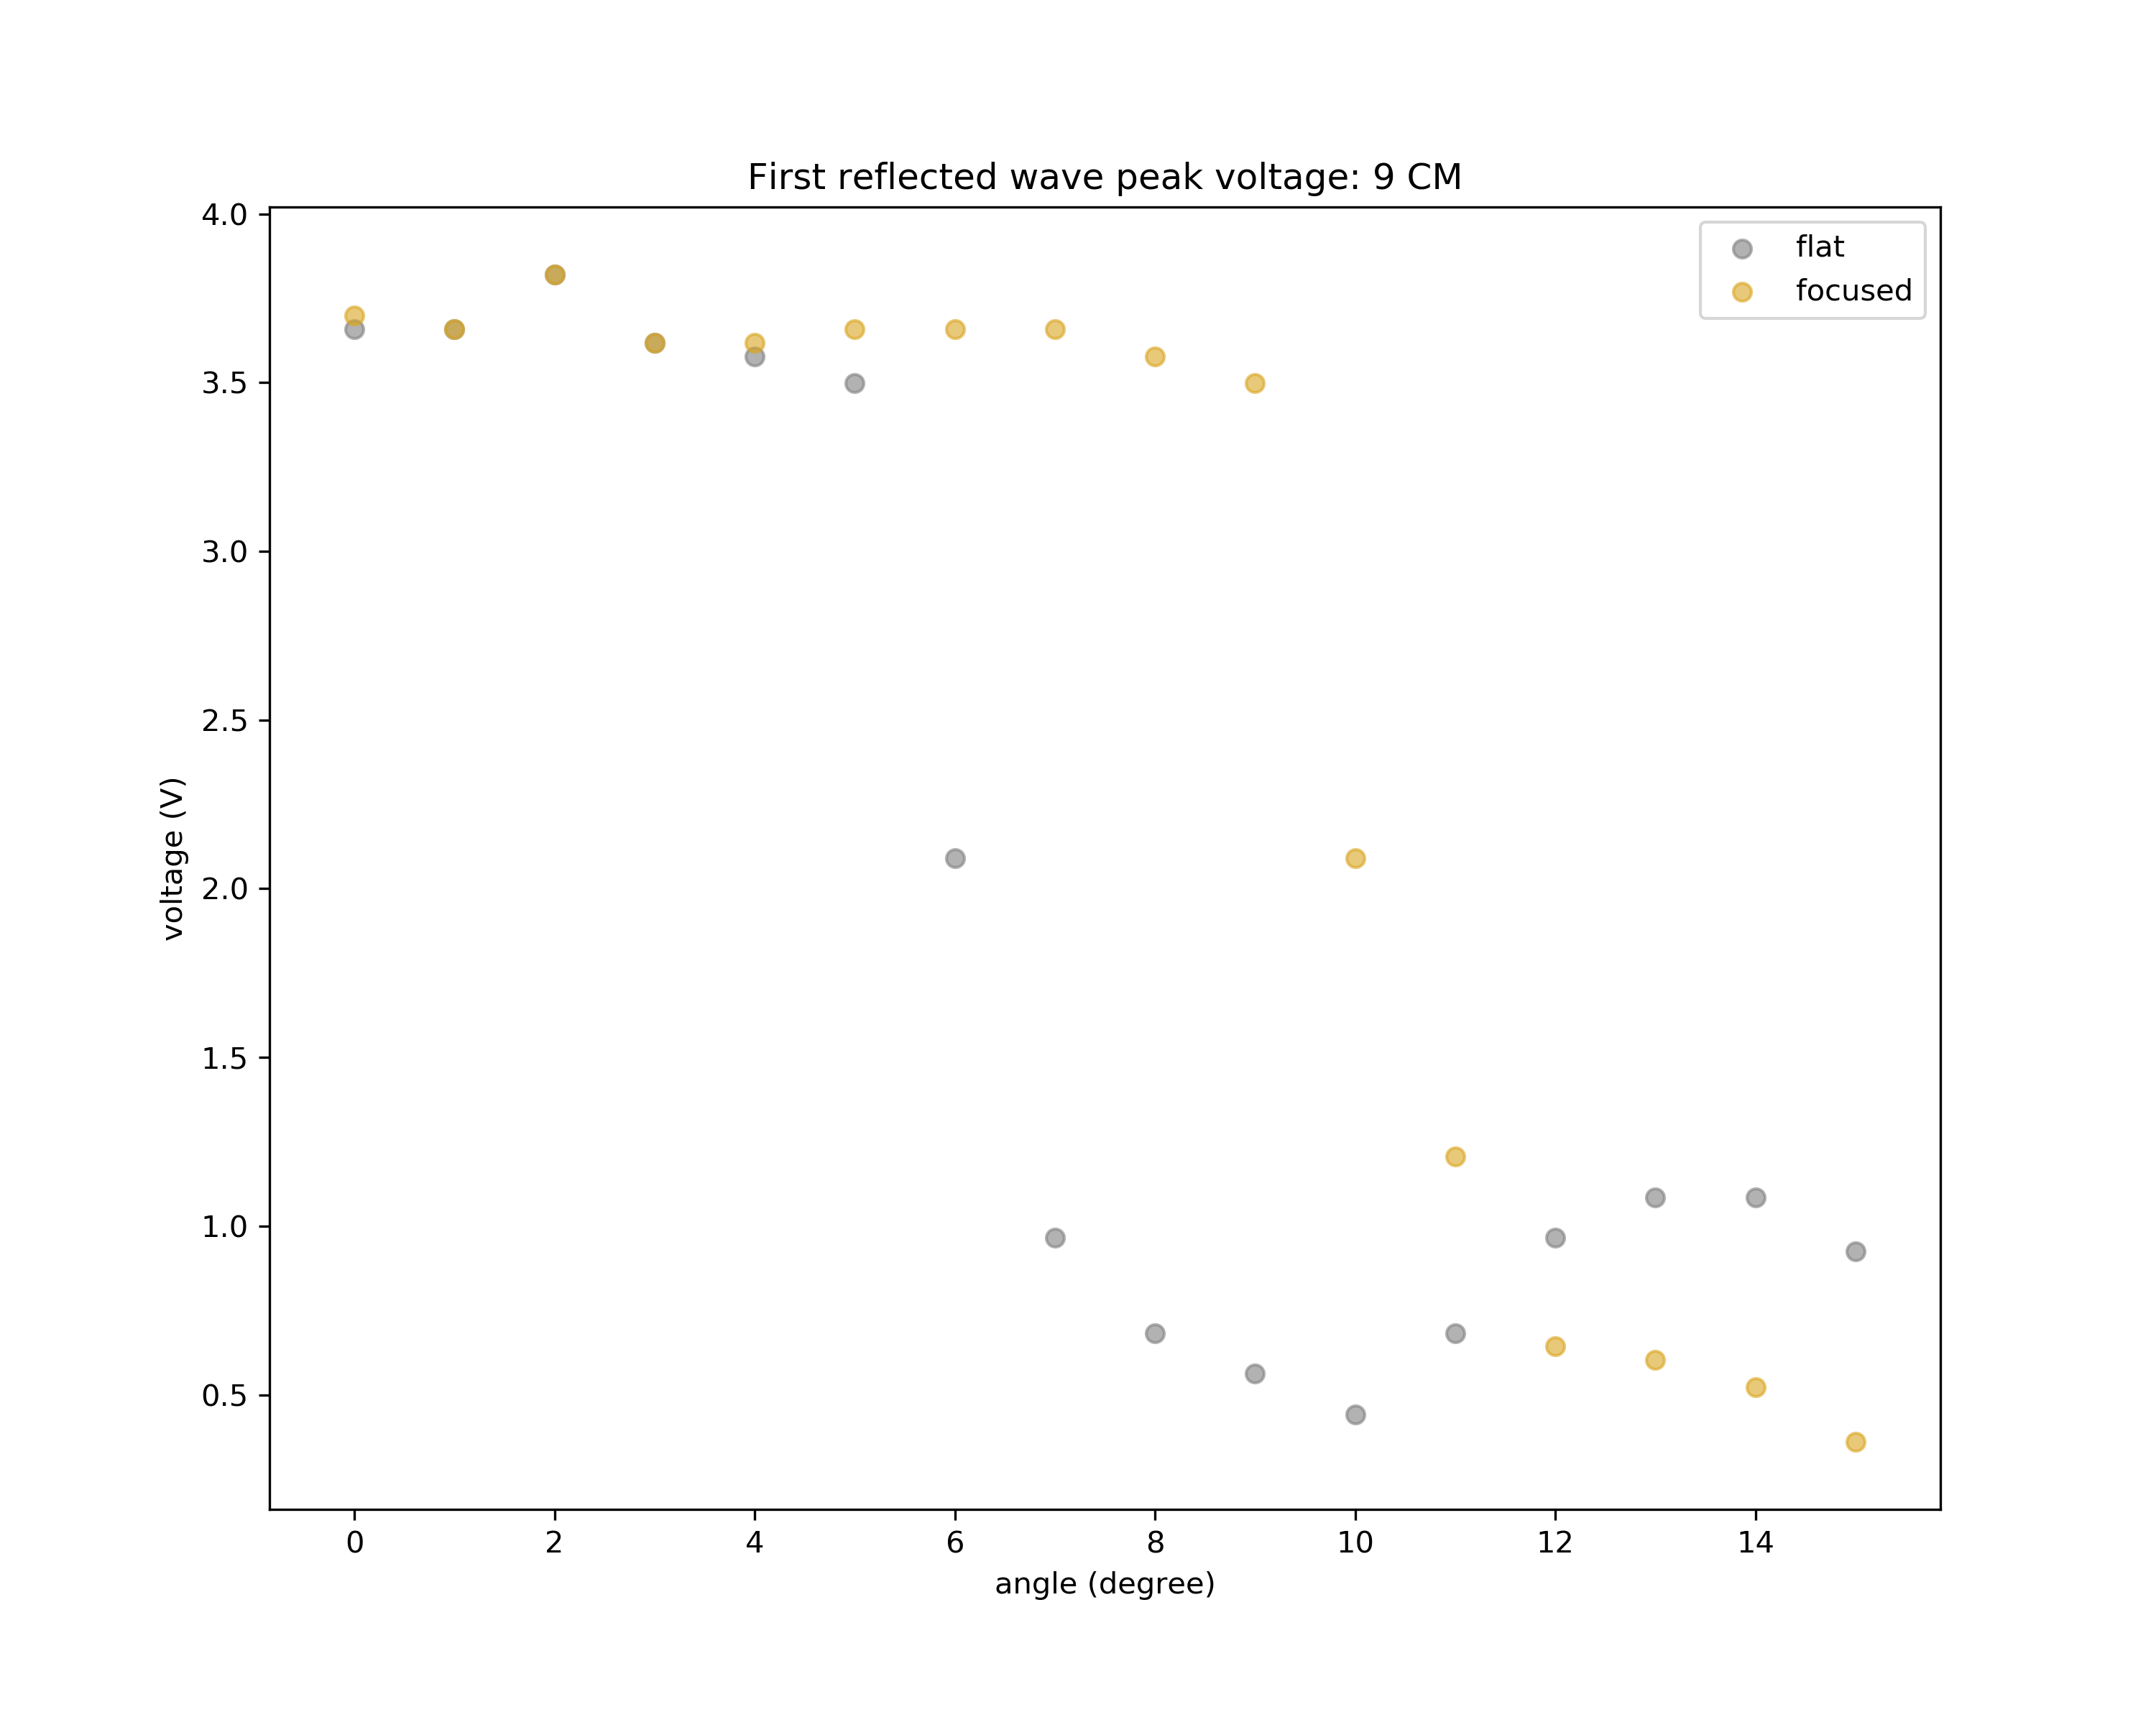 First reflected wave peak voltage: 9 CM
flat
focused
4.0
3.5
3.0
2.5
2.0
1.5
1.0
0.5
voltage (V)
0 2 4 6 8 10 12 14
angle (degree)